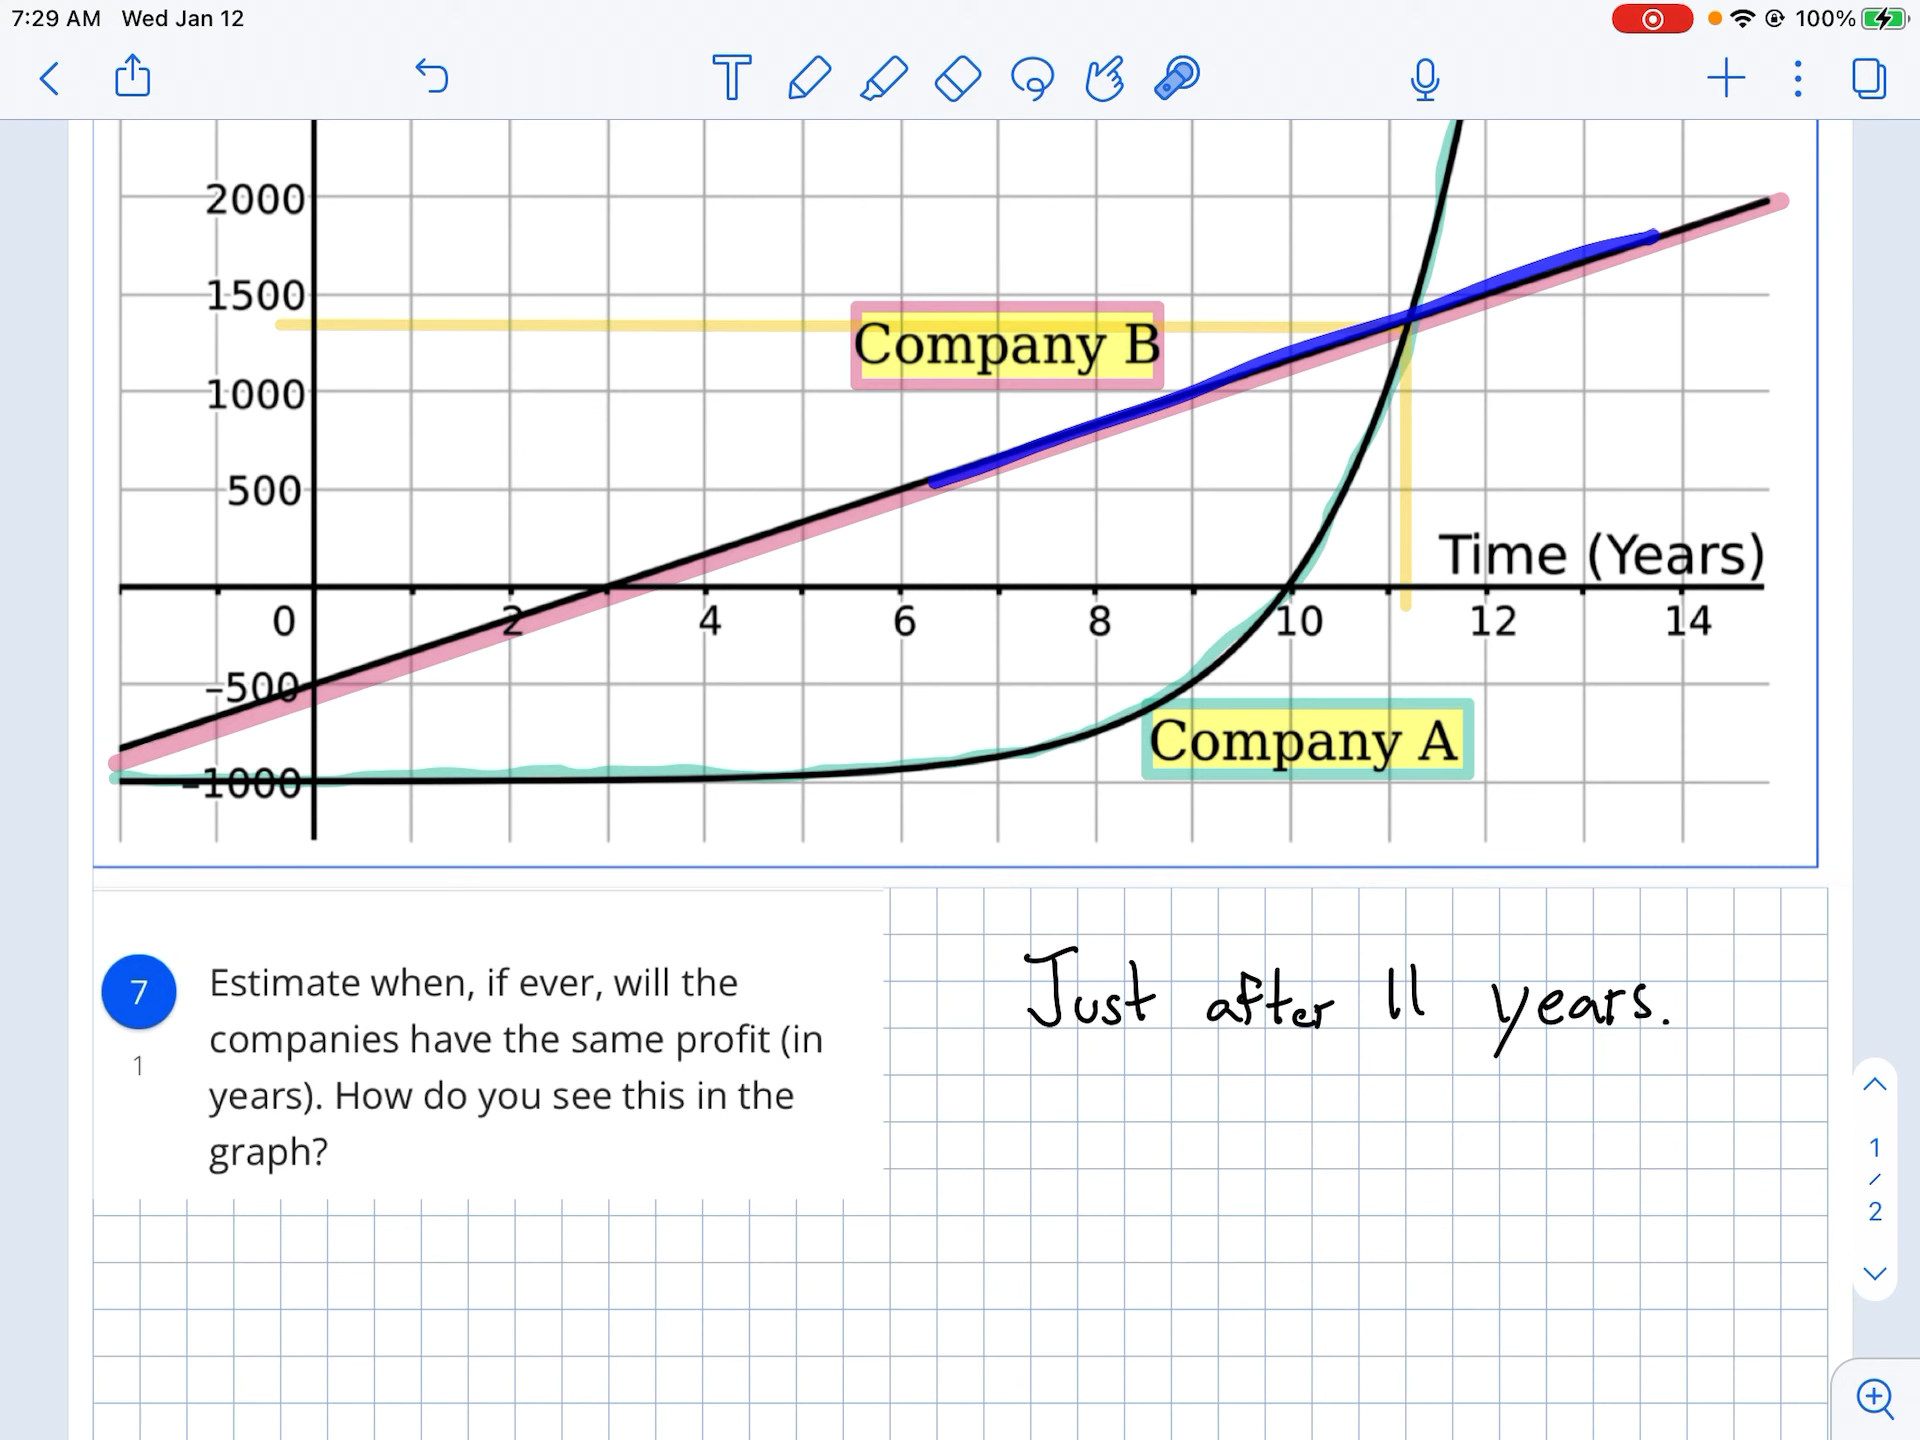 7:29 AM Wed Jan 12
100%
T
2000
1500
Company B
1000
500
Time (Years)
0 2 4 6 8 10 12 14
-500
Company A
-1000
7
1
Estimate when, if ever, will the
companies have the same profit (in
years). How do you see this in the
graph?
Just after 11 years.
1
/
2